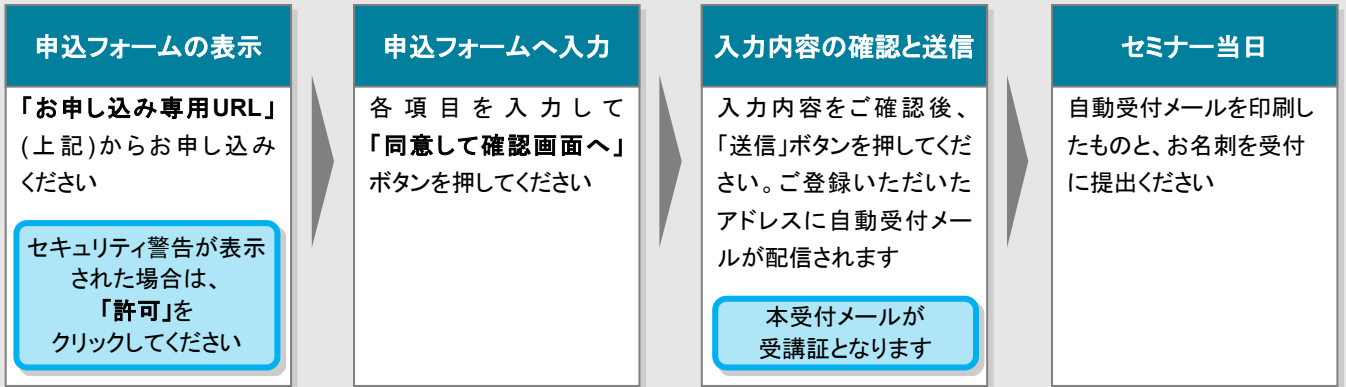 申込フォームの表示
「お申し込み専用URL」
(上記)からお申し込み
ください
セキュリティ警告が表示
された場合は、
「許可」を
クリックしてください
申込フォームへ入力
各項目を入力して
「同意して確認画面へ」
ボタンを押してください
入力内容の確認と送信
入力内容をご確認後、
「送信」ボタンを押してくだ
さい。ご登録いただいた
アドレスに自動受付メー
ルが配信されます
本受付メールが
受講証となります
セミナー当日
自動受付メールを印刷し
たものと、お名刺を受付
に提出ください